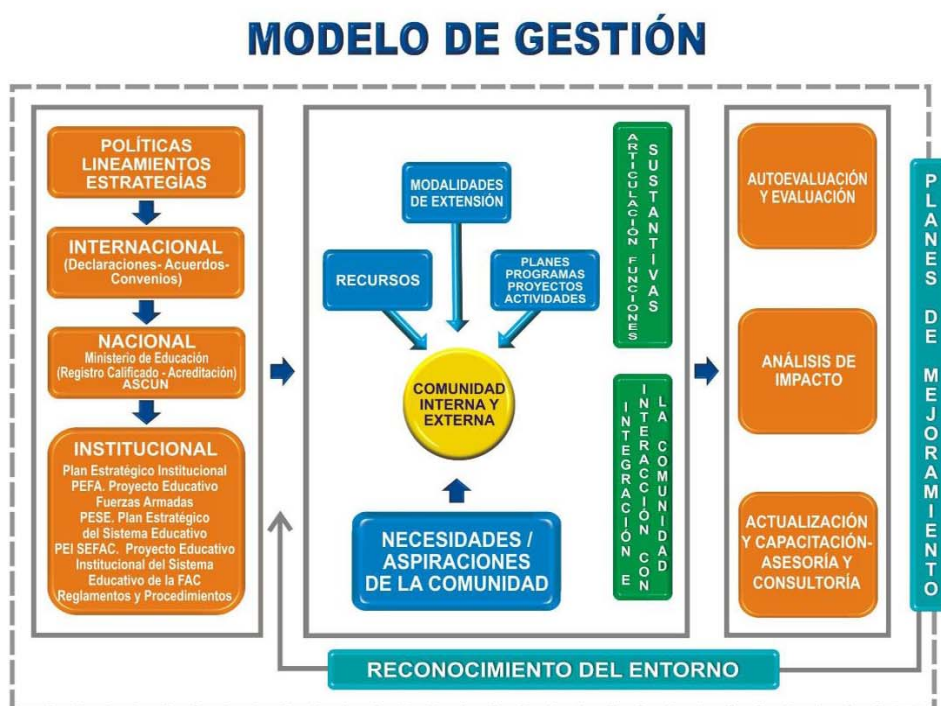 MODELO DE GESTIÓN
POLÍTICAS
LINEAMIENTOS
ESTRATEGÍAS
INTERNACIONAL
(Declaraciones- Acuerdos-
Convenios)
NACIONAL
Ministerio de Educación
(Registro Calificado - Acreditación)
ASCUN
INSTITUCIONAL
Plan Estratégico Institucional
PEFA. Proyecto Educativo
Fuerzas Armadas
PESE. Plan Estratégico
del Sistema Educativo
PEI SEFAC. Proyecto Educativo
Institucional del Sistema
Educativo de la FAC
Reglamentos y Procedimientos
MODALIDADES
DE EXTENSIÓN
RECURSOS
PLANES
PROGRAMAS
PROYECTOS
ACTIVIDADES
COMUNIDAD
INTERNA Y
EXTERNA
NECESIDADES /
ASPIRACIONES
DE LA COMUNIDAD
ARTICULACIÓN FUNCIONES
SUSTANTIVAS
INTEGRACIÓN E
INTERACCIÓN CON
LA COMUNIDAD
AUTOEVALUACIÓN
Y EVALUACIÓN
ANÁLISIS DE
IMPACTO
ACTUALIZACIÓN
Y CAPACITACIÓN-
ASESORÍA Y
CONSULTORÍA
PLANES DE MEJORAMIENTO
RECONOCIMIENTO DEL ENTORNO